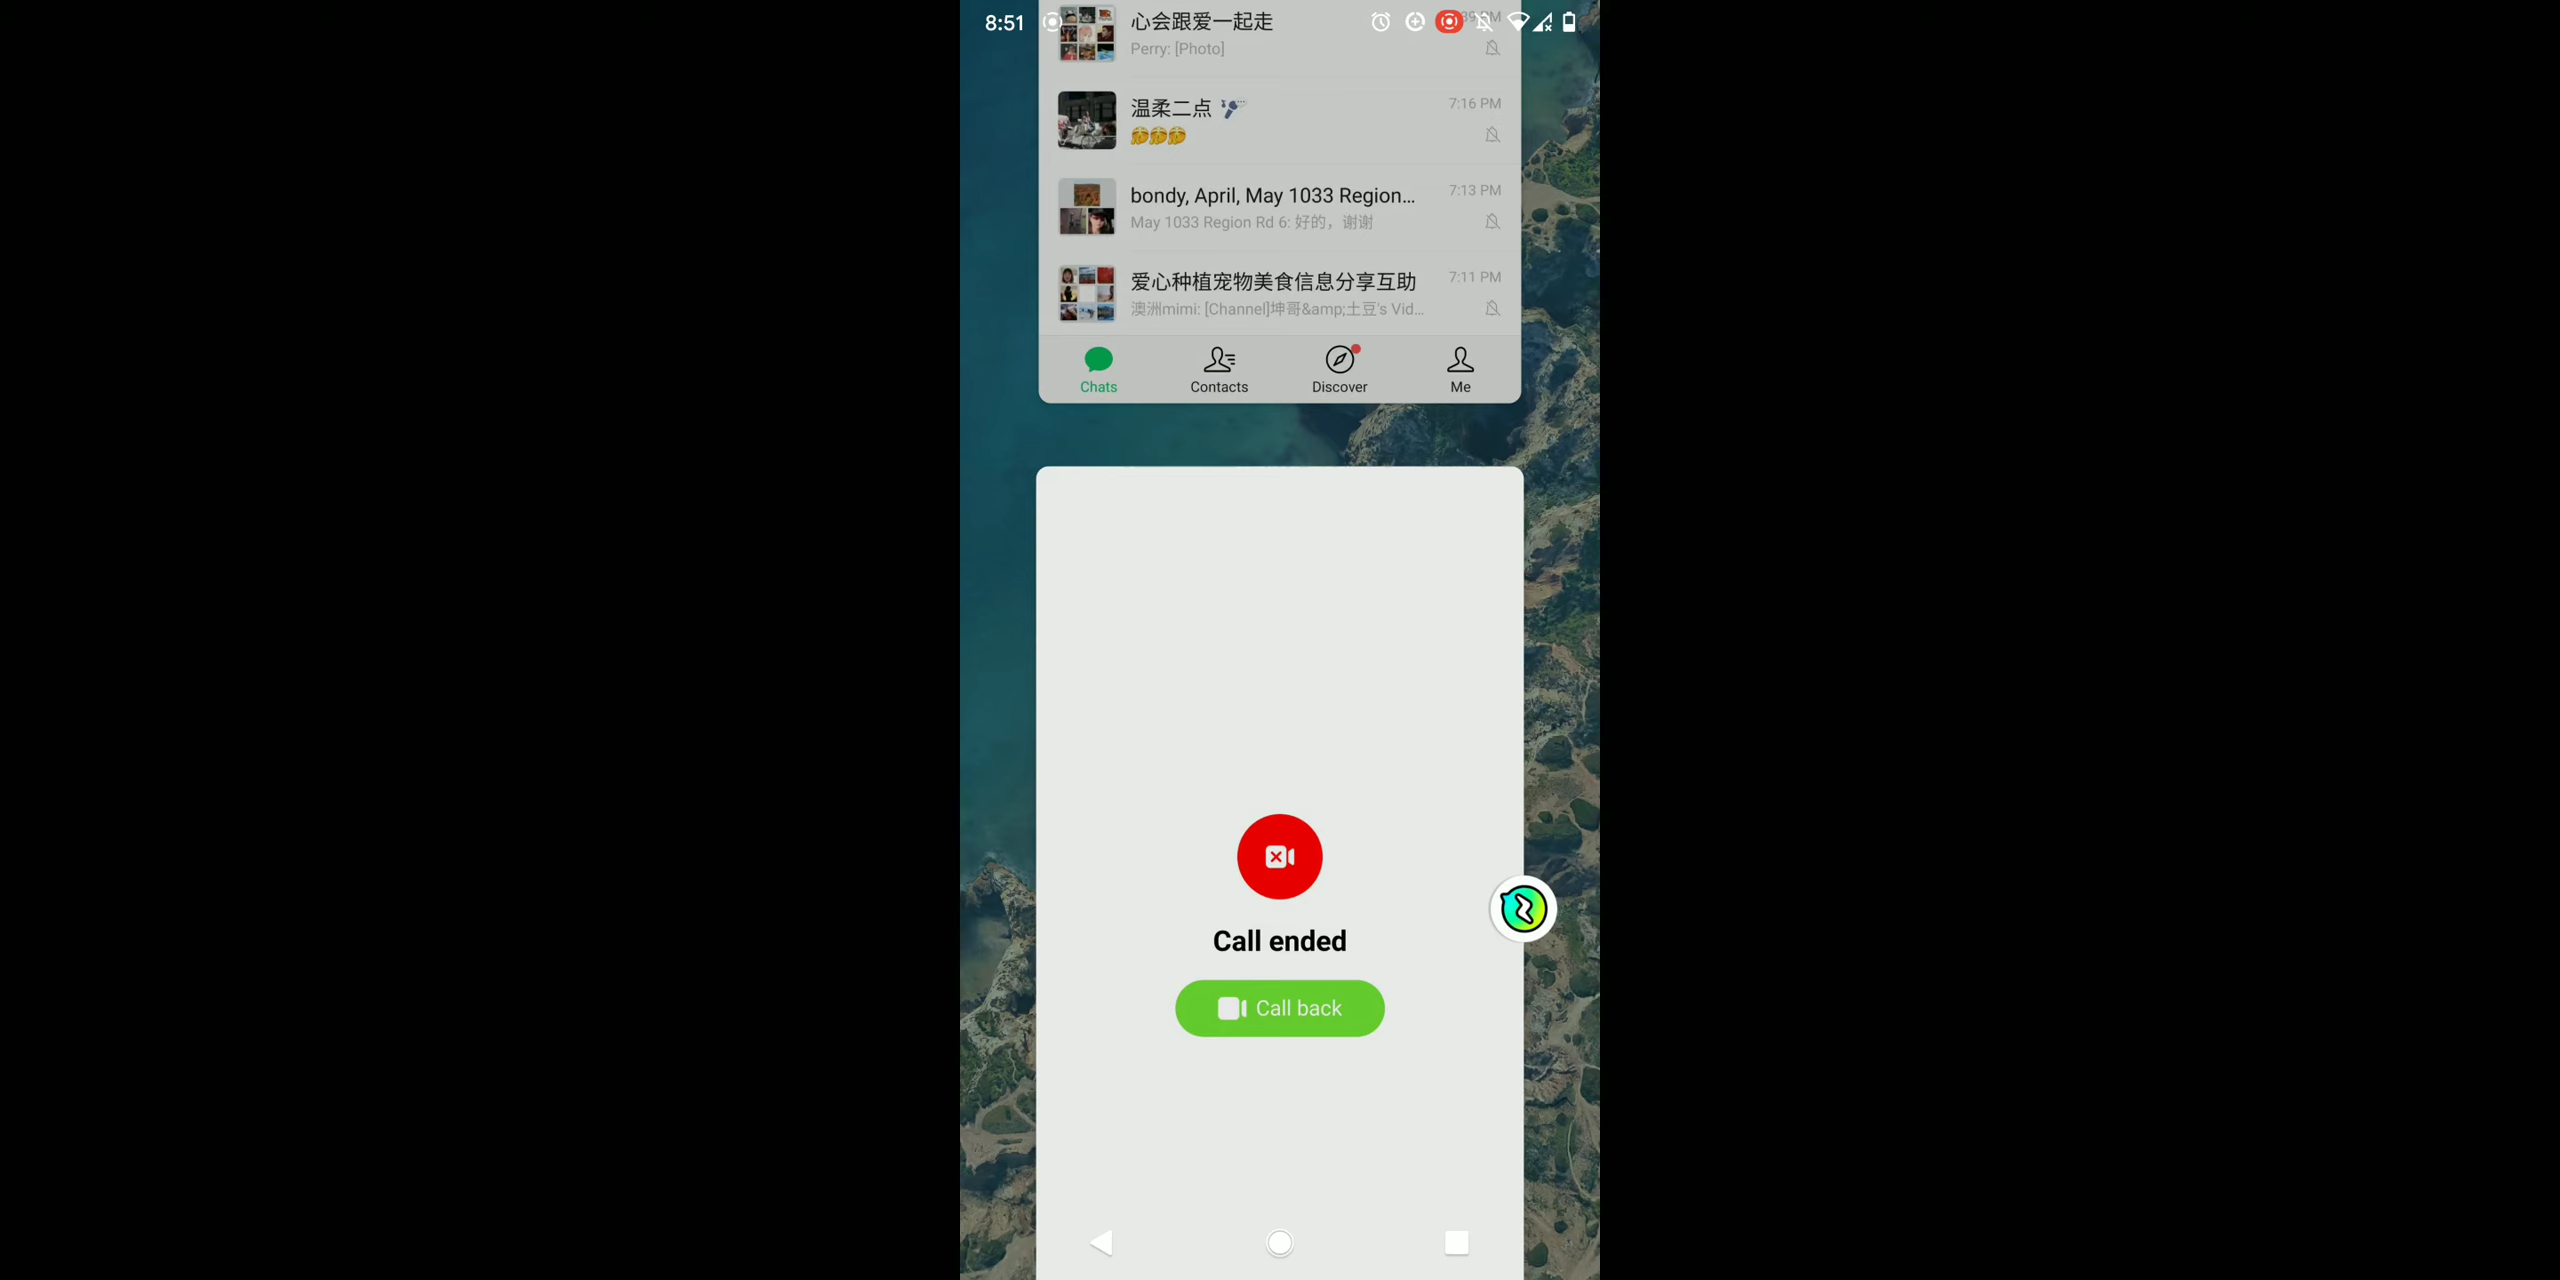 8:51
心会跟爱一起走
Perry: [Photo]
温柔二点
7:16 PM
bondy, April, May 1033 Region...
7:13 PM
May 1033 Region Rd 6: 好的，谢谢
爱心种植宠物美食信息分享互助
7:11 PM
澳洲mimi: [Channel]坤哥&amp;土豆's Vid...
Chats
Contacts
Discover
Me
Call ended
Call back